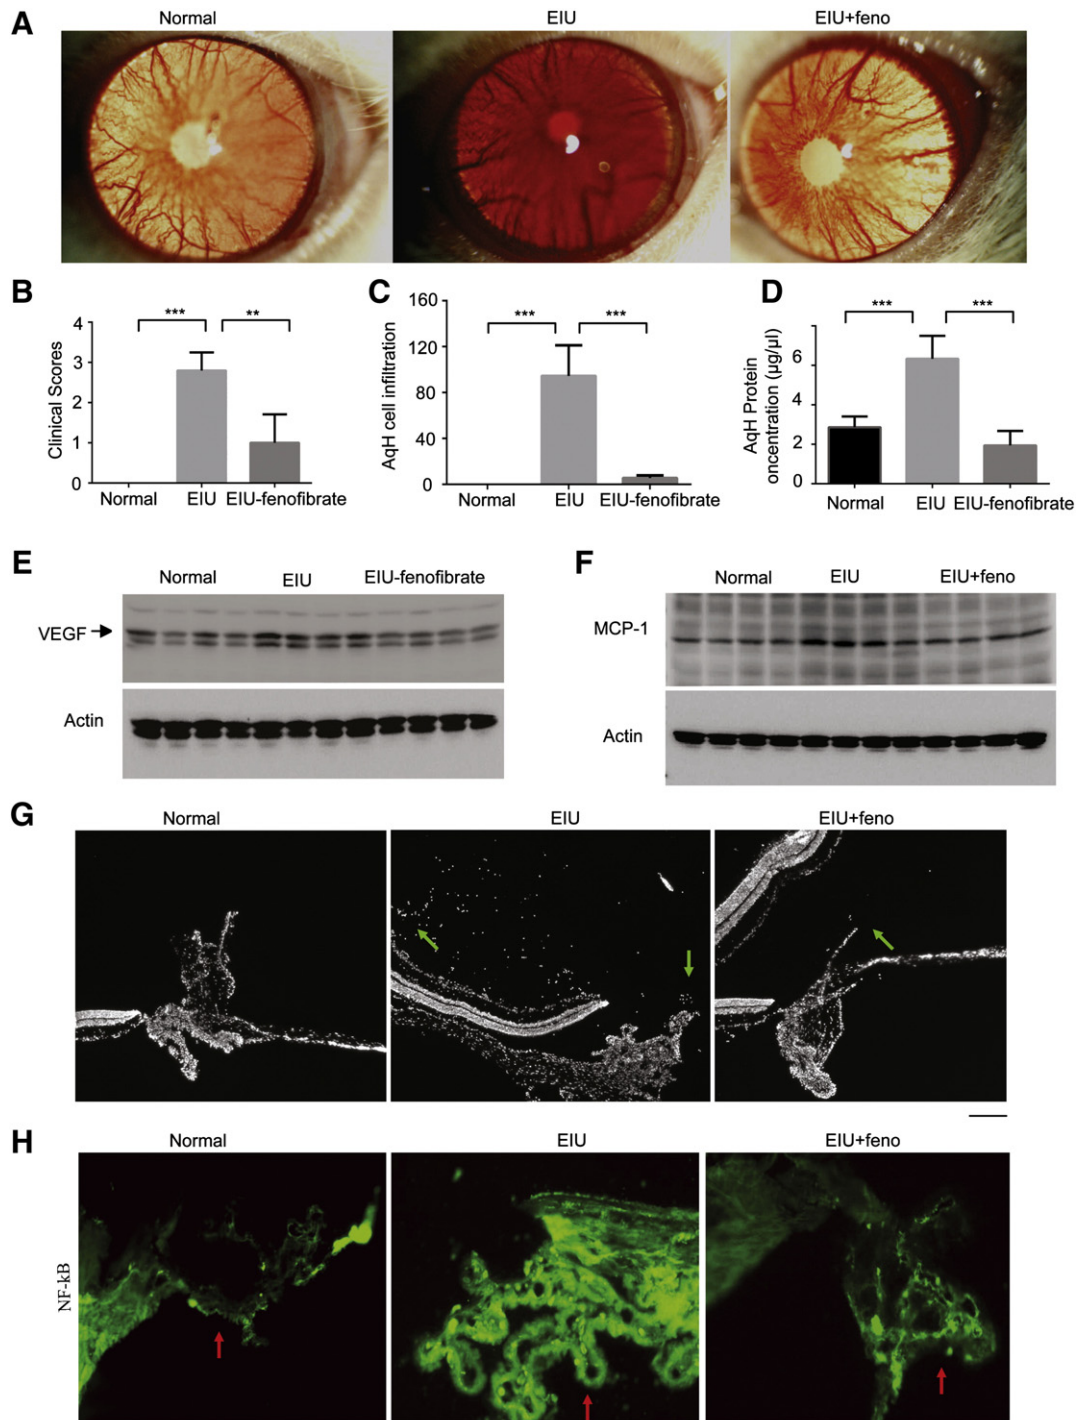 A
Normal EIU EIU+feno
B
Clinical Scores
4
3
2
1
0
*** **
Normal EIU EIU-fenofibrate
C
AqH cell infiltration
160
120
80
40
0
*** ***
Normal EIU EIU-fenofibrate
D
AqH Protein
oncentration (µg/µl)
6
4
2
0
*** ***
Normal EIU EIU-fenofibrate
E
Normal EIU EIU-fenofibrate
VEGF
Actin
F
Normal EIU EIU+feno
MCP-1
Actin
G
Normal EIU EIU+feno
H
Normal EIU EIU+feno
NF-kB